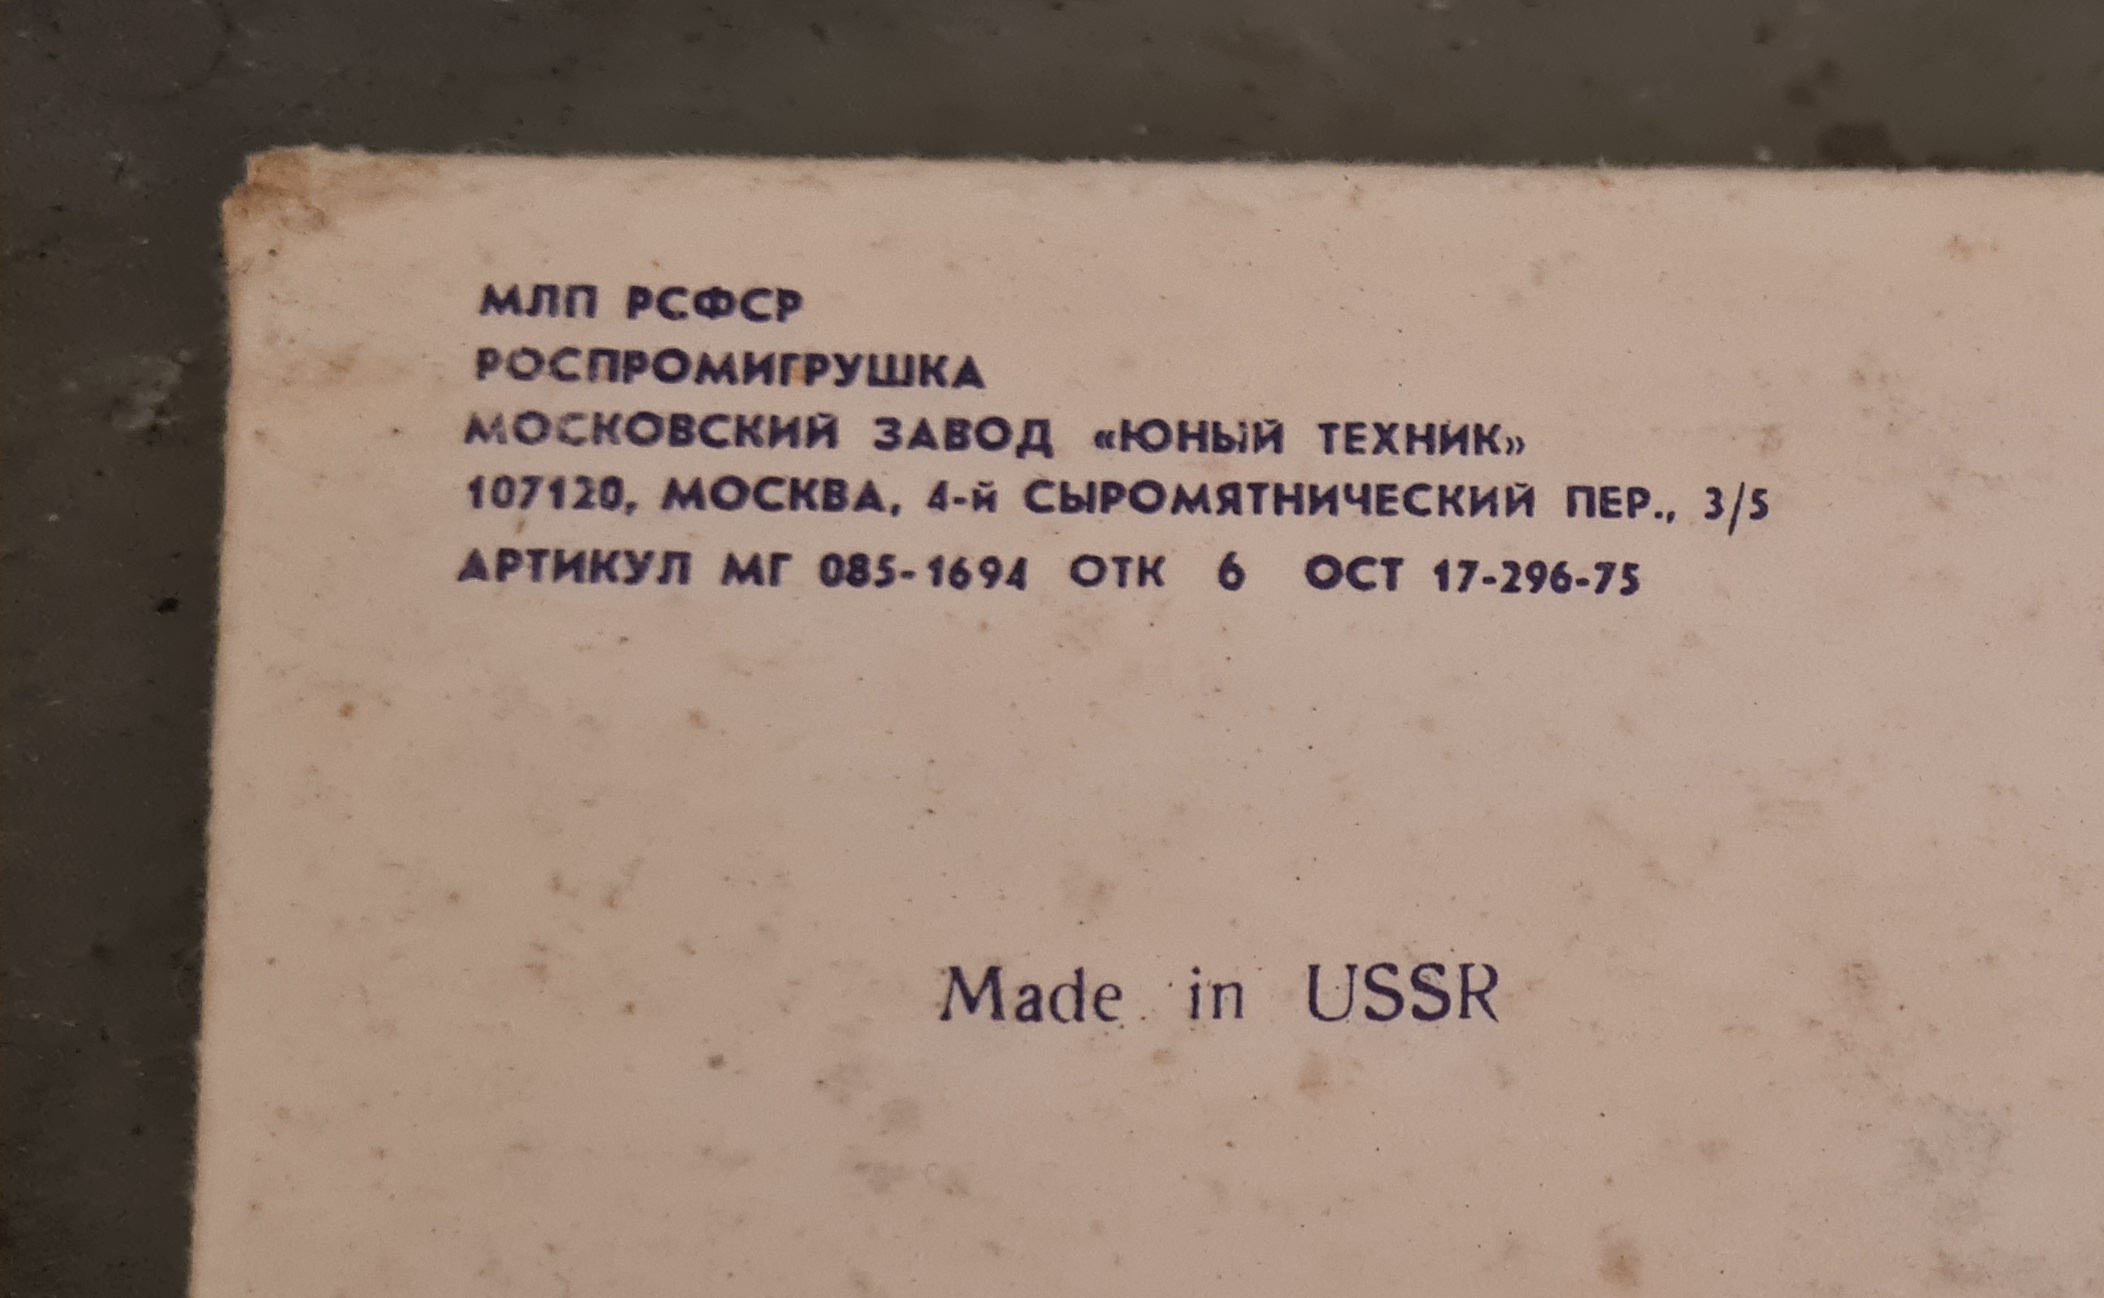 МЛП РСФСР
РОСПРОМИГРУШКА
МОСКОВСКИЙ ЗАВОД «ЮНЫЙ ТЕХНИК»
107120, МОСКВА, 4-й СЫРОМЯТНИЧЕСКИЙ ПЕР., 3/5
АРТИКУЛ МГ 085-1694 ОТК 6 ОСТ 17-296-75
Made in USSR